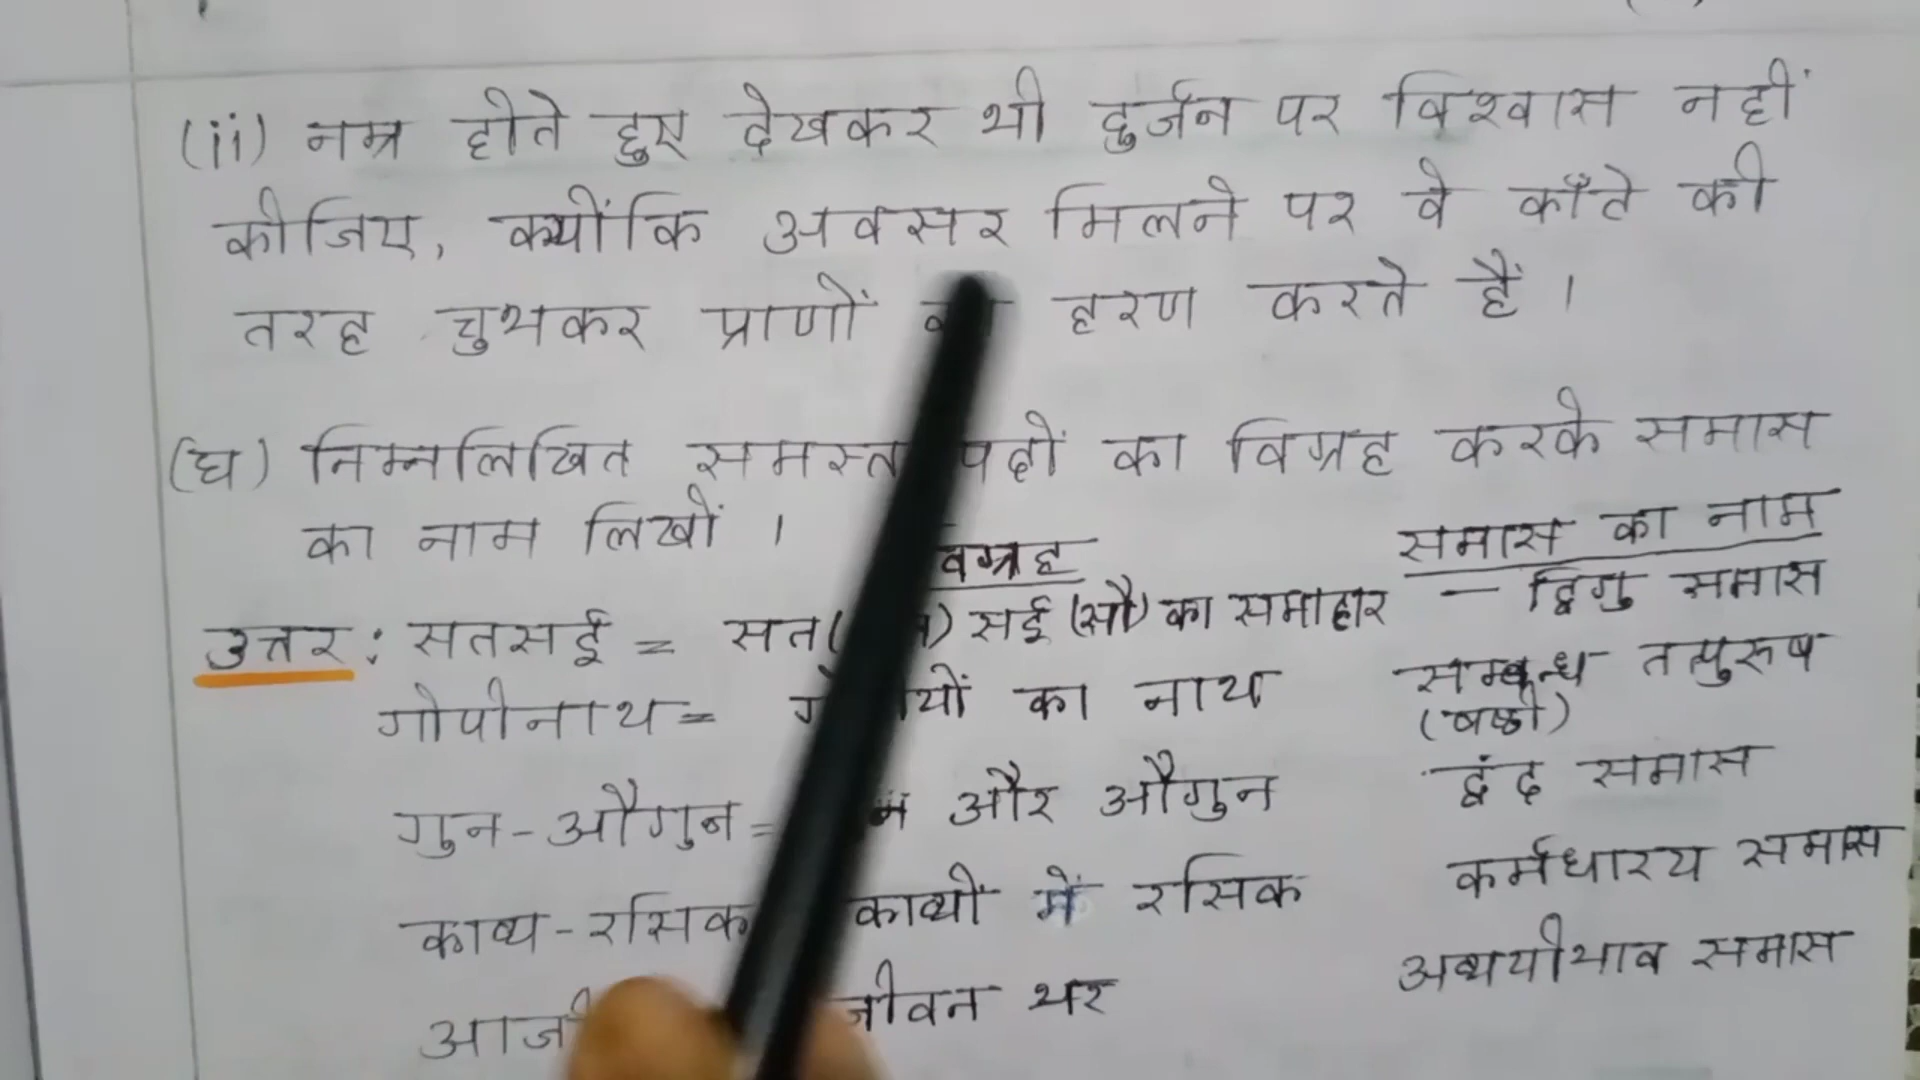 (ii) नम्र होते हुए देखकर भी दुर्जन पर विश्वास नहीं
कीजिए, क्योंकि अवसर मिलने पर वे काँटे की
तरह चुभकर प्राणों हरण करते हैं ।
(घ) निम्नलिखित समस्त पदों का विग्रह करके समास
का नाम लिखों ।
समास का नाम
उत्तर : सतसई = सत सई (सौ) का समाहार – द्विगु समास
गोपीनाथ = का नाथ सम्बन्ध तत्पुरुष
(षष्ठी)
गुन-औगुन = और औगुन द्वंद समास
काव्य-रसिक काव्यों में रसिक कर्मधारय समास
जीवन भर अव्ययीभाव समास